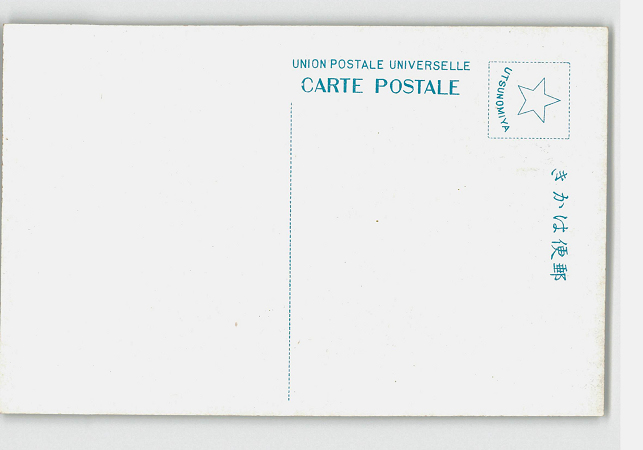 UNION POSTALE UNIVERSELLE
CARTE POSTALE
UTSUNOMIYA
きかは便郵